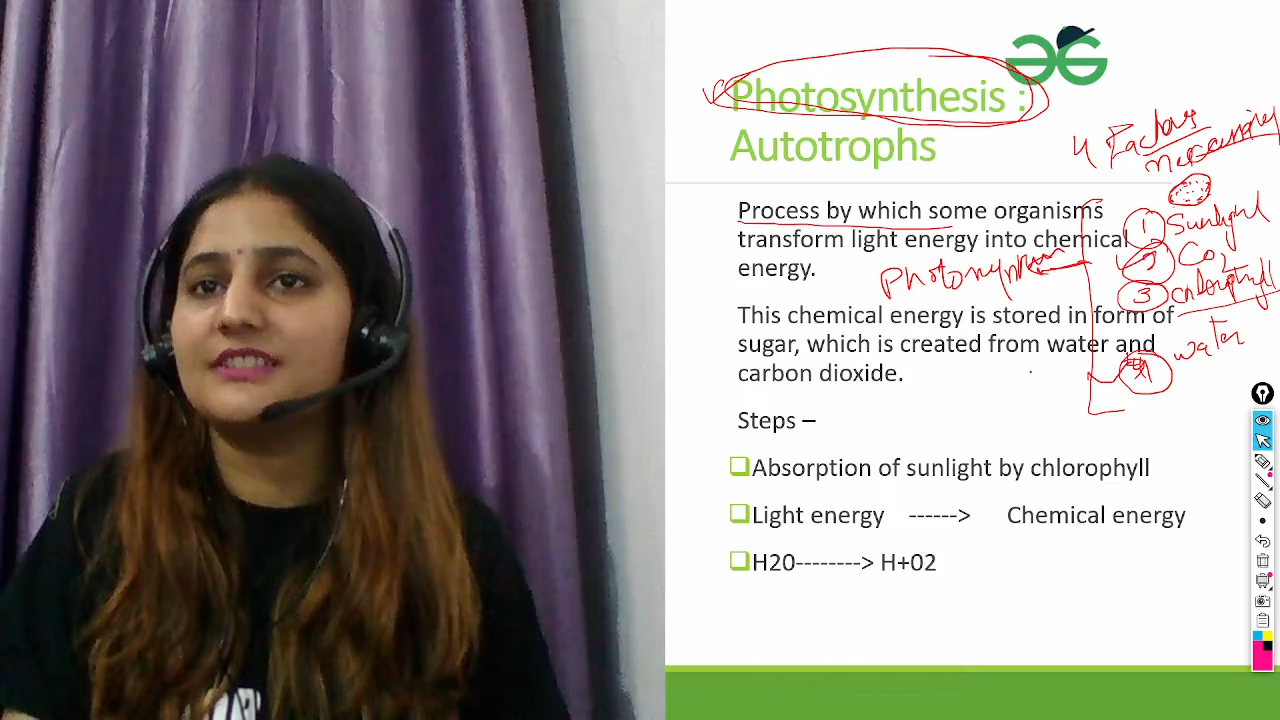 Photosynthesis :
Autotrophs
4 Factors
necessary
Process by which some organisms
transform light energy into chemical
energy.
① Sunlight
② CO2
③ chlorophyll
④ water
Photosynthesis
This chemical energy is stored in form of
sugar, which is created from water and
carbon dioxide.
Steps –
Absorption of sunlight by chlorophyll
Light energy ------> Chemical energy
H20--------> H+02